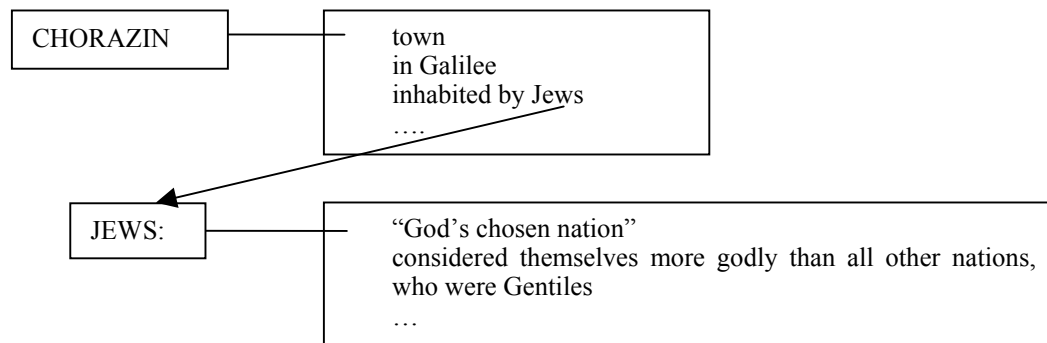 CHORAZIN
town
in Galilee
inhabited by Jews
….
JEWS:
“God’s chosen nation”
considered themselves more godly than all other nations,
who were Gentiles
…